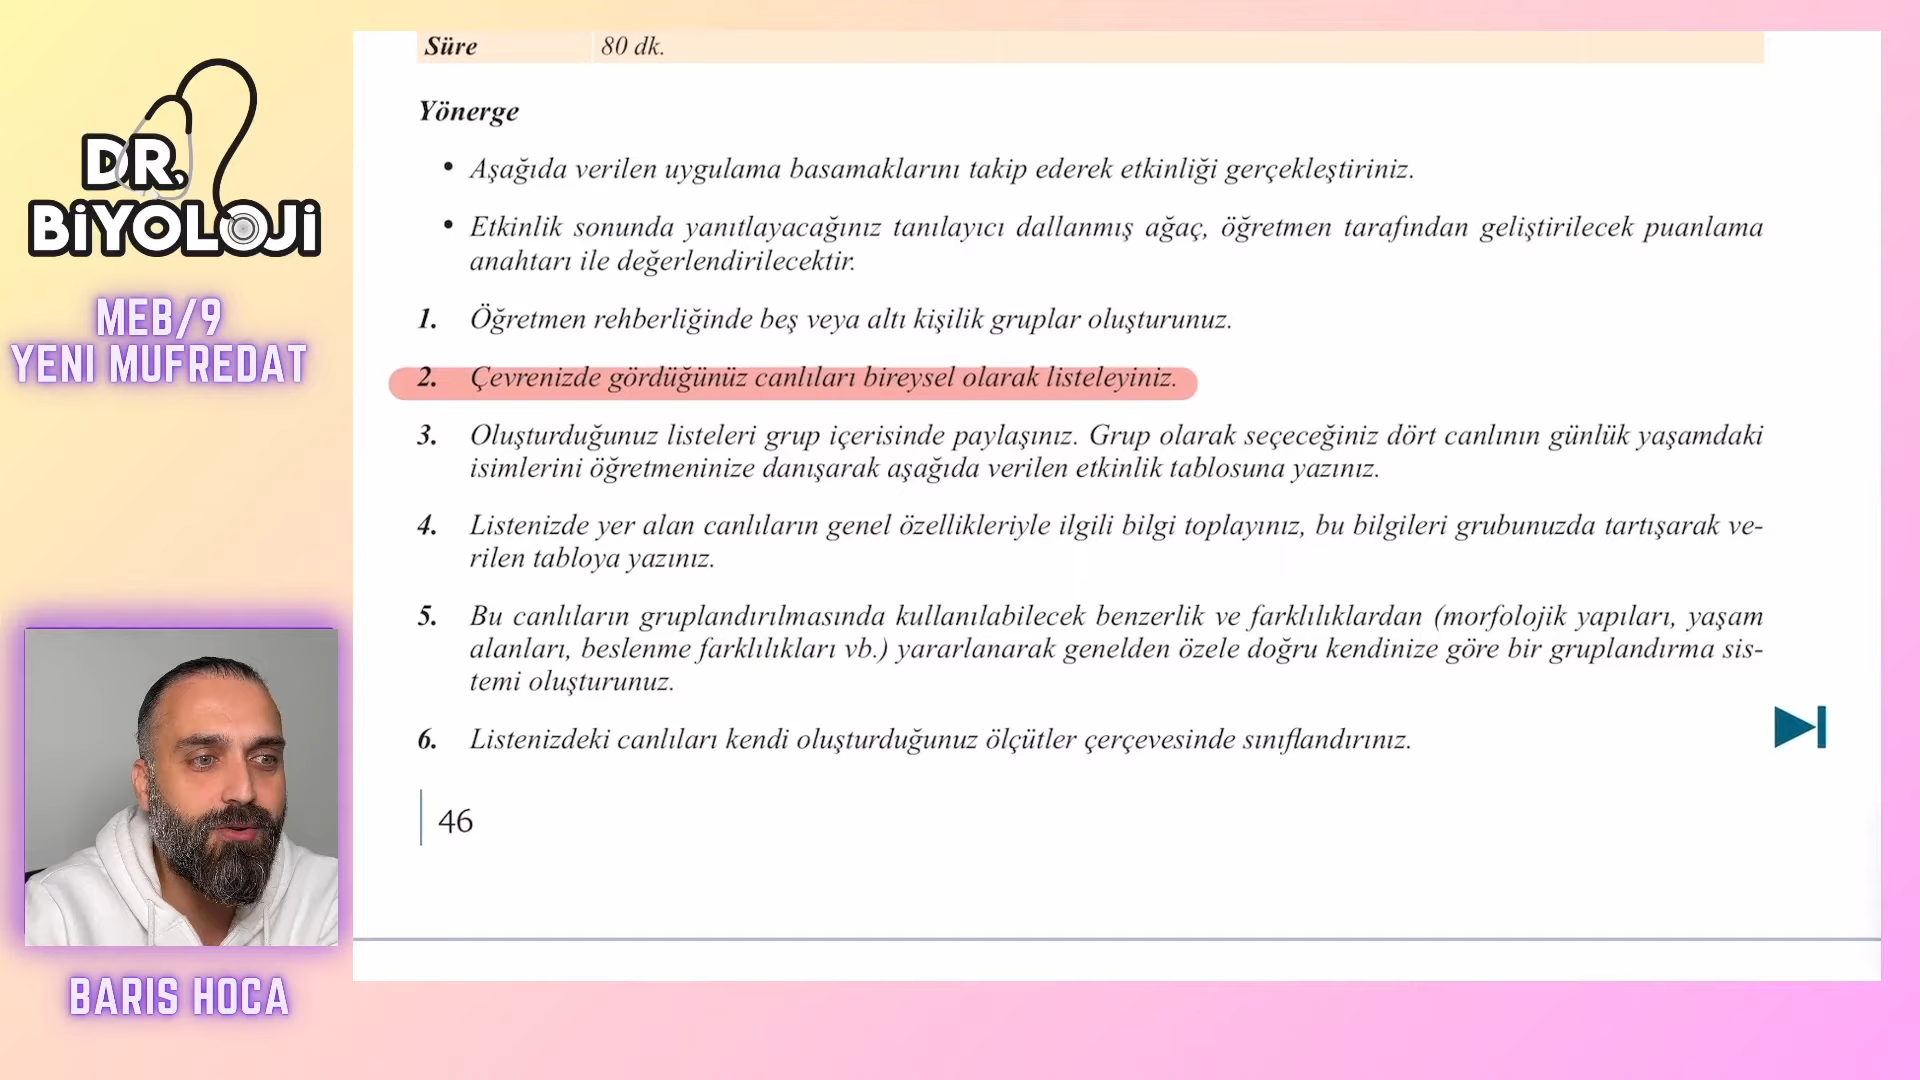 DR.
BiYOLOJi
MEB/9
YENI MUFREDAT
BARIS HOCA
Süre 80 dk.
Yönerge
• Aşağıda verilen uygulama basamaklarını takip ederek etkinliği gerçekleştiriniz.
• Etkinlik sonunda yanıtlayacağınız tanılayıcı dallanmış ağaç, öğretmen tarafından geliştirilecek puanlama
anahtarı ile değerlendirilecektir.
1. Öğretmen rehberliğinde beş veya altı kişilik gruplar oluşturunuz.
2. Çevrenizde gördüğünüz canlıları bireysel olarak listeleyiniz.
3. Oluşturduğunuz listeleri grup içerisinde paylaşınız. Grup olarak seçeceğiniz dört canlının günlük yaşamdaki
isimlerini öğretmeninize danışarak aşağıda verilen etkinlik tablosuna yazınız.
4. Listenizde yer alan canlıların genel özellikleriyle ilgili bilgi toplayınız, bu bilgileri grubunuzda tartışarak ve-
rilen tabloya yazınız.
5. Bu canlıların gruplandırılmasında kullanılabilecek benzerlik ve farklılıklardan (morfolojik yapıları, yaşam
alanları, beslenme farklılıkları vb.) yararlanarak genelden özele doğru kendinize göre bir gruplandırma sis-
temi oluşturunuz.
6. Listenizdeki canlıları kendi oluşturduğunuz ölçütler çerçevesinde sınıflandırınız.
46